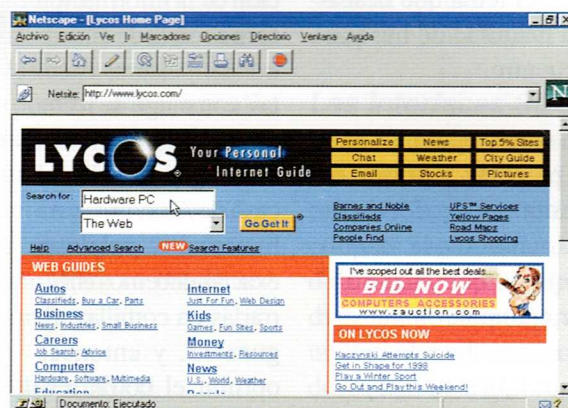 Netscape - [Lycos Home Page]
Archivo Edición Ver Ir Marcadores Opciones Directorio Ventana Ayuda
Netsite: http://www.lycos.com/
N
LYCOS® Your Personal Internet Guide
Personalize News Top 5% Sites
Chat Weather City Guide
Email Stocks Pictures
Search for: Hardware PC
The Web Go Get It®
Help Advanced Search NEW Search Features
Barnes and Noble UPS™ Services
Classifieds Yellow Pages
Companies Online Road Maps
People Find Lycos Shopping
WEB GUIDES
Autos
Classifieds, Buy a Car, Parts
Business
News, Industries, Small Business
Careers
Job Search, Advice
Computers
Hardware, Software, Multimedia
Education
Internet
Just For Fun, Web Design
Kids
Games, Fun Sites, Sports
Money
Investments, Resources
News
U.S., World, Weather
People
I've scoped out all the best deals...
BID NOW
COMPUTERS ACCESSORIES
www.zauction.com
ON LYCOS NOW
Kaczynski Attempts Suicide
Get in Shape for 1998
Play a Winter Sport
Go Out and Play this Weekend!
Documento: Ejecutado